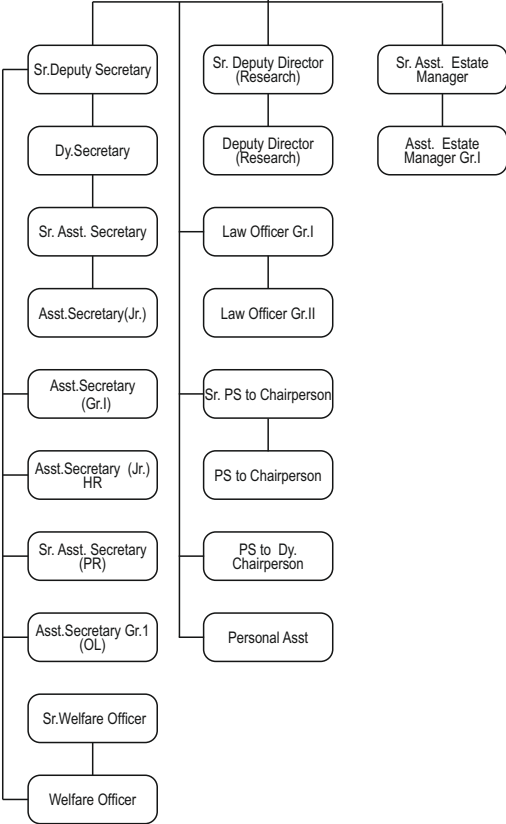 Sr.Deputy Secretary
Dy.Secretary
Sr. Asst. Secretary
Asst.Secretary(Jr.)
Asst.Secretary
(Gr.I)
Asst.Secretary (Jr.)
HR
Sr. Asst. Secretary
(PR)
Asst.Secretary Gr.1
(OL)
Sr.Welfare Officer
Welfare Officer
Sr. Deputy Director
(Research)
Deputy Director
(Research)
Law Officer Gr.I
Law Officer Gr.II
Sr. PS to Chairperson
PS to Chairperson
PS to Dy.
Chairperson
Personal Asst
Sr. Asst. Estate
Manager
Asst. Estate
Manager Gr.I